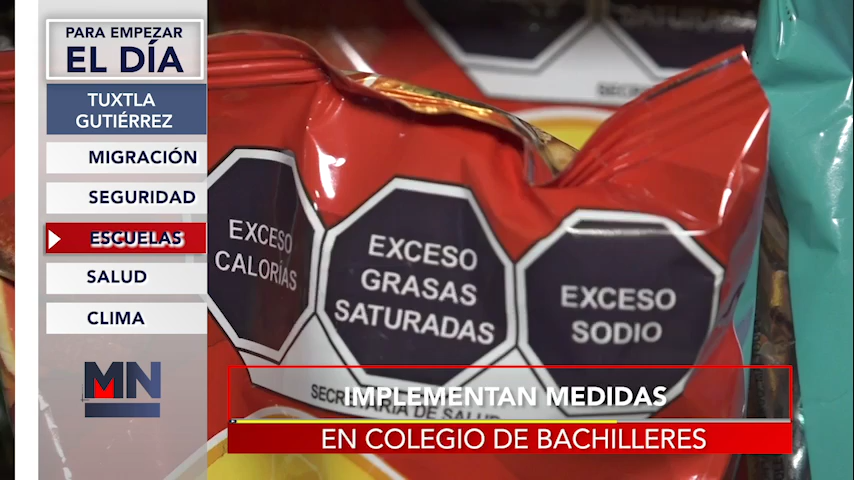 PARA EMPEZAR
EL DÍA
TUXTLA
GUTIÉRREZ
MIGRACIÓN
SEGURIDAD
ESCUELAS
SALUD
CLIMA
MN
SATURADAS
EXCESO
CALORÍAS
EXCESO
GRASAS
SATURADAS
EXCESO
SODIO
SECRETARÍA DE SALUD
IMPLEMENTAN MEDIDAS
EN COLEGIO DE BACHILLERES